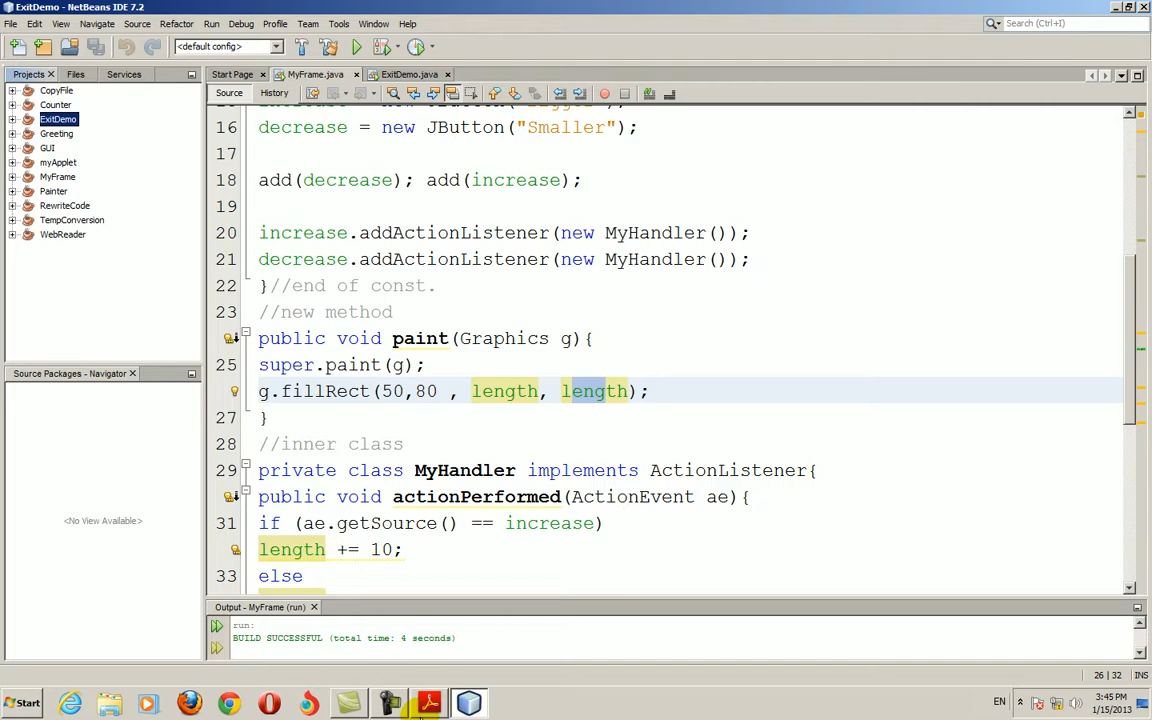 ExitDemo - NetBeans IDE 7.2
File Edit View Navigate Source Refactor Run Debug Profile Team Tools Window Help
<default config>
Search (Ctrl+I)
Projects Files Services
Start Page MyFrame.java ExitDemo.java
Source History
CopyFile
Counter
ExitDemo
Greeting
GUI
myApplet
MyFrame
Painter
RewriteCode
TempConversion
WebReader
16 decrease = new JButton("Smaller");
17
18 add(decrease); add(increase);
19
20 increase.addActionListener(new MyHandler());
21 decrease.addActionListener(new MyHandler());
22 }//end of const.
23 //new method
public void paint(Graphics g){
25 super.paint(g);
g.fillRect(50,80 , length, length);
27 }
28 //inner class
29 private class MyHandler implements ActionListener{
public void actionPerformed(ActionEvent ae){
31 if (ae.getSource() == increase)
length += 10;
33 else
Source Packages - Navigator
<No View Available>
Output - MyFrame (run)
run:
BUILD SUCCESSFUL (total time: 4 seconds)
26 | 32 INS
Start
EN
3:45 PM
1/15/2013